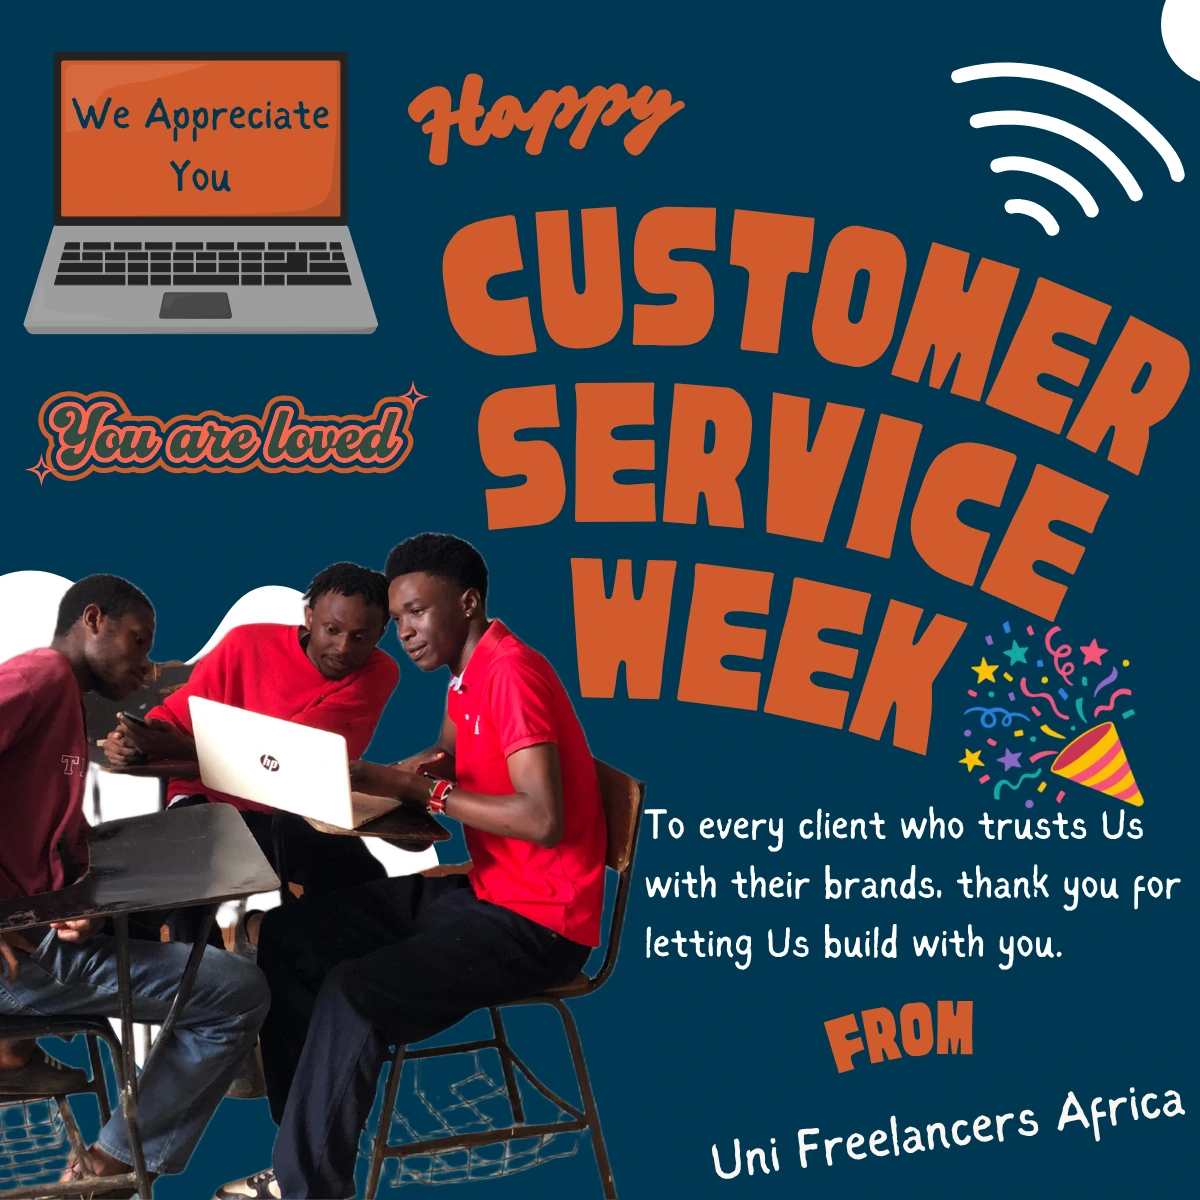 We Appreciate
You
Happy
CUSTOMER
SERVICE
WEEK
You are loved
hp
To every client who trusts Us
with their brands, thank you for
letting Us build with you.
FROM
Uni Freelancers Africa